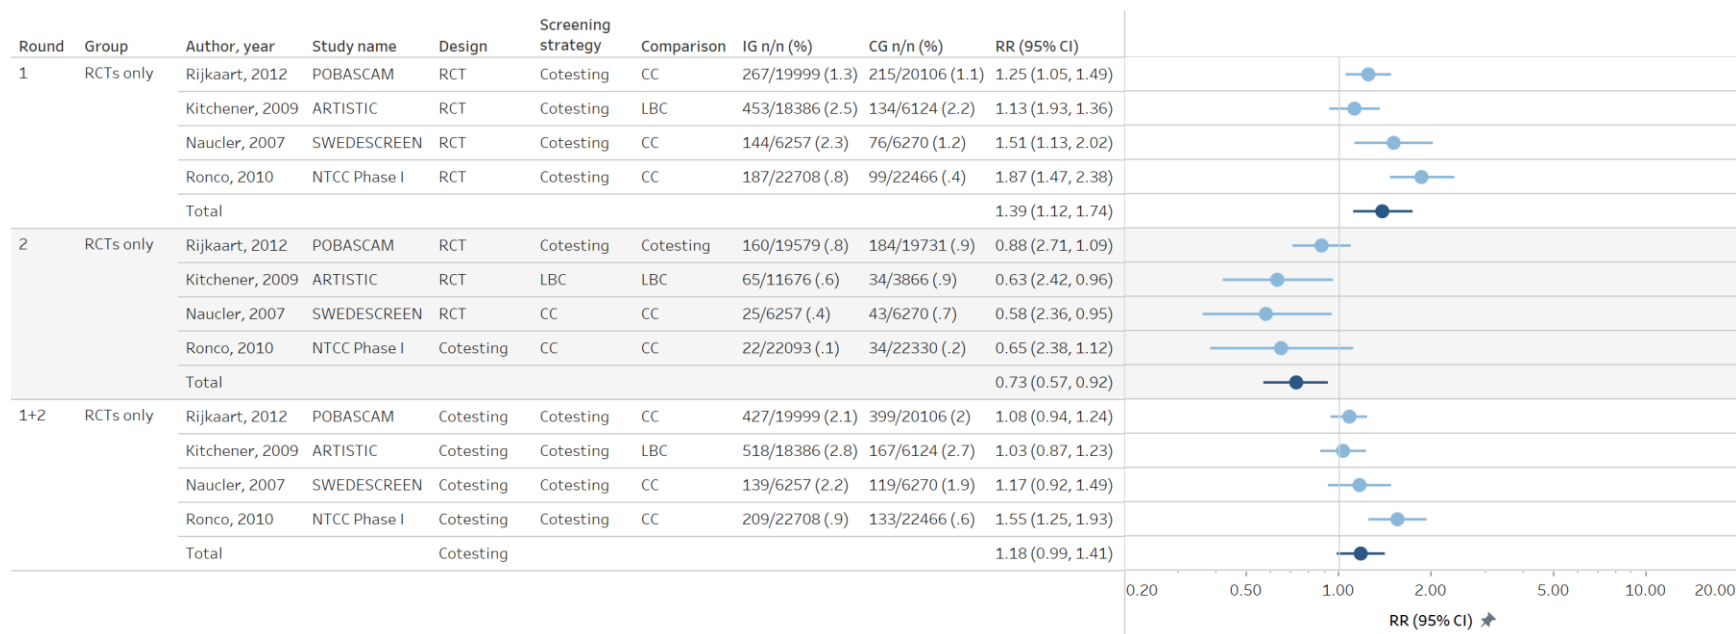 Round Group Author, year Study name Design Screening strategy Comparison IG n/n (%) CG n/n (%) RR (95% CI)
1 RCTs only Rijkaart, 2012 POBASCAM RCT Cotesting CC 267/19999 (1.3) 215/20106 (1.1) 1.25 (1.05, 1.49)
Kitchener, 2009 ARTISTIC RCT Cotesting LBC 453/18386 (2.5) 134/6124 (2.2) 1.13 (1.93, 1.36)
Naucler, 2007 SWEDESCREEN RCT Cotesting CC 144/6257 (2.3) 76/6270 (1.2) 1.51 (1.13, 2.02)
Ronco, 2010 NTCC Phase I RCT Cotesting CC 187/22708 (.8) 99/22466 (.4) 1.87 (1.47, 2.38)
Total 1.39 (1.12, 1.74)
2 RCTs only Rijkaart, 2012 POBASCAM RCT Cotesting Cotesting 160/19579 (.8) 184/19731 (.9) 0.88 (2.71, 1.09)
Kitchener, 2009 ARTISTIC RCT LBC LBC 65/11676 (.6) 34/3866 (.9) 0.63 (2.42, 0.96)
Naucler, 2007 SWEDESCREEN RCT CC CC 25/6257 (.4) 43/6270 (.7) 0.58 (2.36, 0.95)
Ronco, 2010 NTCC Phase I Cotesting CC CC 22/22093 (.1) 34/22330 (.2) 0.65 (2.38, 1.12)
Total 0.73 (0.57, 0.92)
1+2 RCTs only Rijkaart, 2012 POBASCAM Cotesting Cotesting CC 427/19999 (2.1) 399/20106 (2) 1.08 (0.94, 1.24)
Kitchener, 2009 ARTISTIC Cotesting Cotesting LBC 518/18386 (2.8) 167/6124 (2.7) 1.03 (0.87, 1.23)
Naucler, 2007 SWEDESCREEN Cotesting Cotesting CC 139/6257 (2.2) 119/6270 (1.9) 1.17 (0.92, 1.49)
Ronco, 2010 NTCC Phase I Cotesting Cotesting CC 209/22708 (.9) 133/22466 (.6) 1.55 (1.25, 1.93)
Total Cotesting 1.18 (0.99, 1.41)
0.20 0.50 1.00 2.00 5.00 10.00 20.00
RR (95% CI)